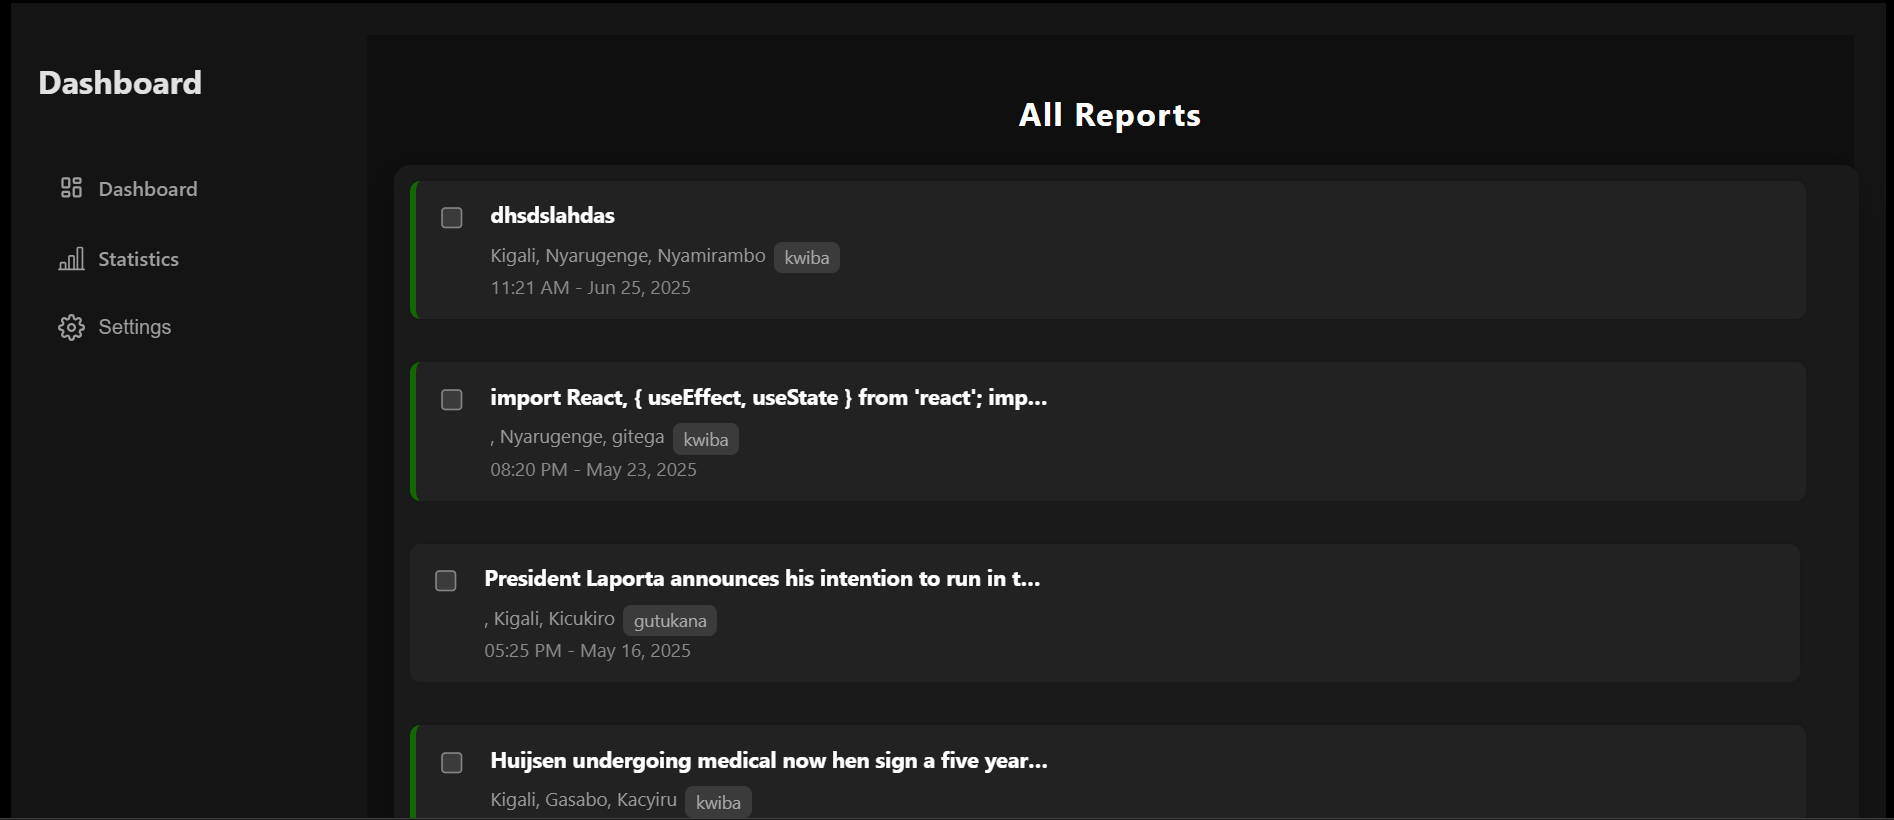 Dashboard
Dashboard
Statistics
Settings
All Reports
dhsdslahdas
Kigali, Nyarugenge, Nyamirambo kwiba
11:21 AM - Jun 25, 2025
import React, { useEffect, useState } from 'react'; imp...
, Nyarugenge, gitega kwiba
08:20 PM - May 23, 2025
President Laporta announces his intention to run in t...
, Kigali, Kicukiro gutukana
05:25 PM - May 16, 2025
Huijsen undergoing medical now hen sign a five year...
Kigali, Gasabo, Kacyiru kwiba